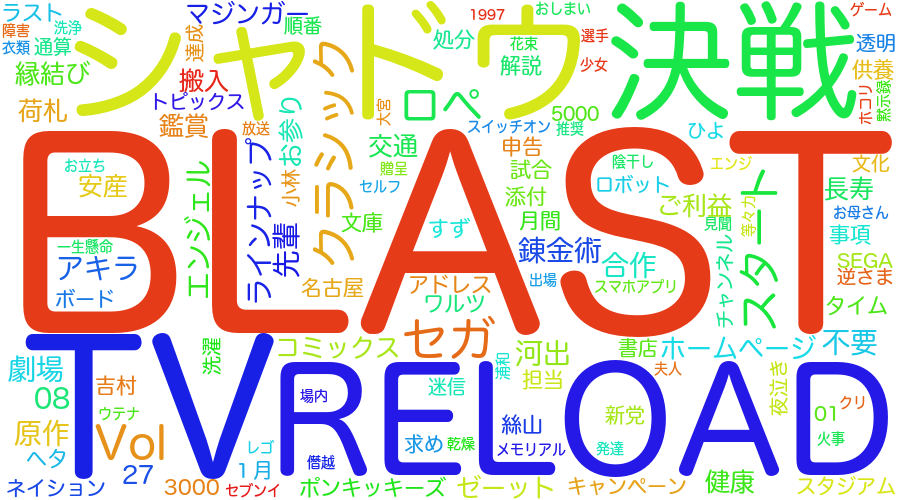 ラスト
障害
洗浄
衣類
通算
縁結び
荷札
シャドウ
マジンガー
順番
達成
搬入
トピックス
鑑賞
放送
クラシック
大宮
ロペ
処分
1997
おしまい
花束
解説
選手
少女
5000
スイッチオン
推奨
決戦
ゲーム
透明
供養
ホコリ
黙示録
BLAST
お立ち
安産
エンジェル
ラインナップ
お参り
先輩
小林
交通
贈呈
セルフ
文庫
申告
試合
添付
月間
すず
錬金術
出場
陰干し
ロボット
ひよ
エンジ
ご利益
見聞
等々力
スタート
チャンネル
文化
長寿
お母さん
事項
SEGA
逆さま
タイム
一生懸命
アキラ
ボード
名古屋
アドレス
ワルツ
合作
スマホアプリ
TV
RELOAD
セガ
コミックス
洗濯
河出
浦和
担当
書店
ホームページ
不要
夫人
夜泣き
劇場
08
吉村
ウテナ
原作
Vol
ヘタ
27
ネイション
3000
セブンイ
レゴ
1月
場内
僭越
ポンキッキーズ
迷信
求め
乾燥
絲山
メモリアル
ゼーット
新党
発達
キャンペーン
健康
01
クリ
火事
スタジアム